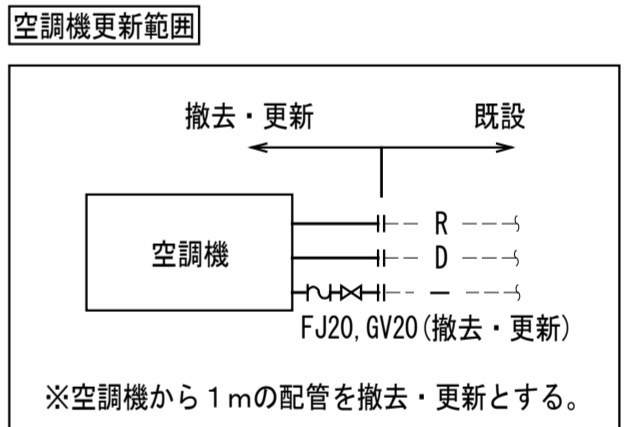 空調機更新範囲
撤去・更新 既設
R
空調機 D
FJ20,GV20(撤去・更新)
※空調機から1mの配管を撤去・更新とする。